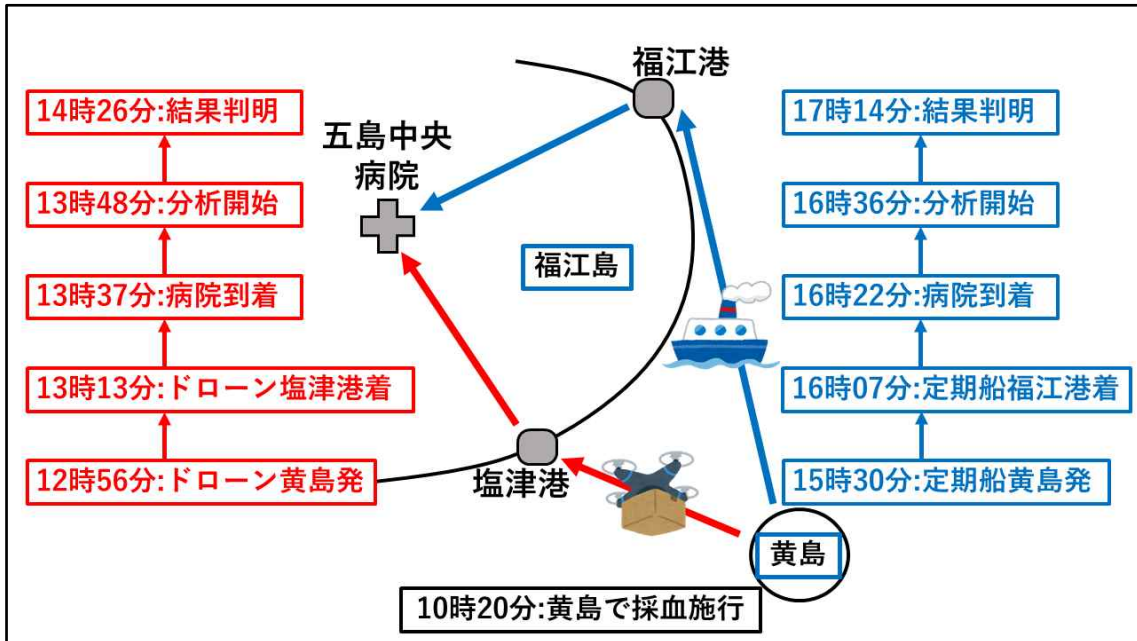 福江港
14時26分:結果判明
17時14分:結果判明
五島中央
病院
13時48分:分析開始
16時36分:分析開始
福江島
13時37分:病院到着
16時22分:病院到着
13時13分:ドローン塩津港着
16時07分:定期船福江港着
12時56分:ドローン黄島発
塩津港
15時30分:定期船黄島発
黄島
10時20分:黄島で採血施行